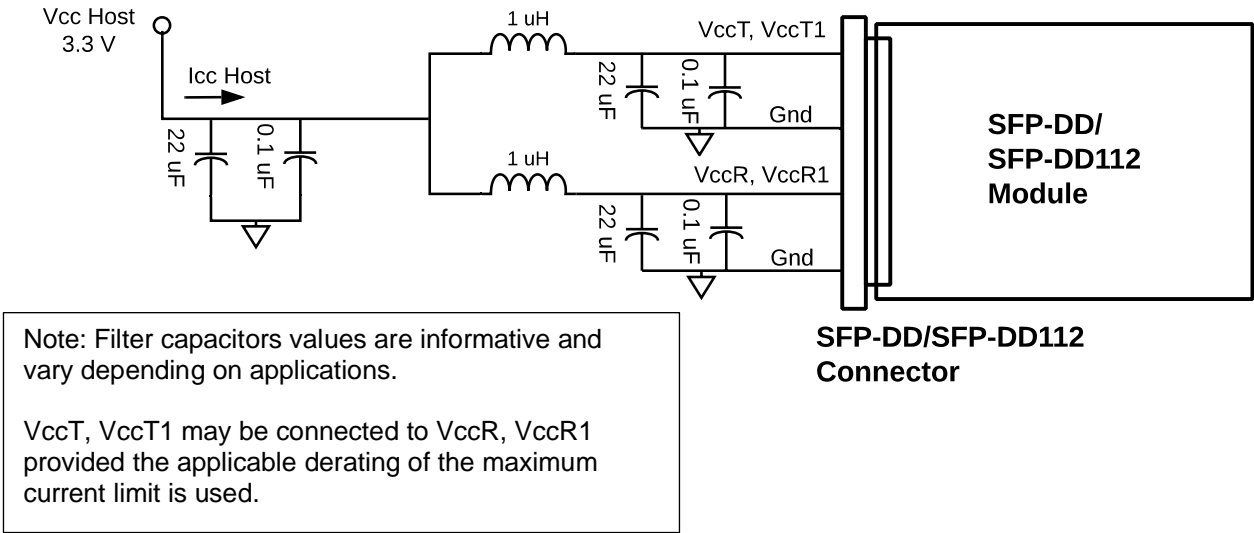 Vcc Host
3.3 V
Icc Host
22 uF
0.1 uF
1 uH
VccT, VccT1
22 uF
0.1 uF
Gnd
1 uH
VccR, VccR1
22 uF
0.1 uF
Gnd
SFP-DD/
SFP-DD112
Module
SFP-DD/SFP-DD112
Connector
Note: Filter capacitors values are informative and
vary depending on applications.
VccT, VccT1 may be connected to VccR, VccR1
provided the applicable derating of the maximum
current limit is used.